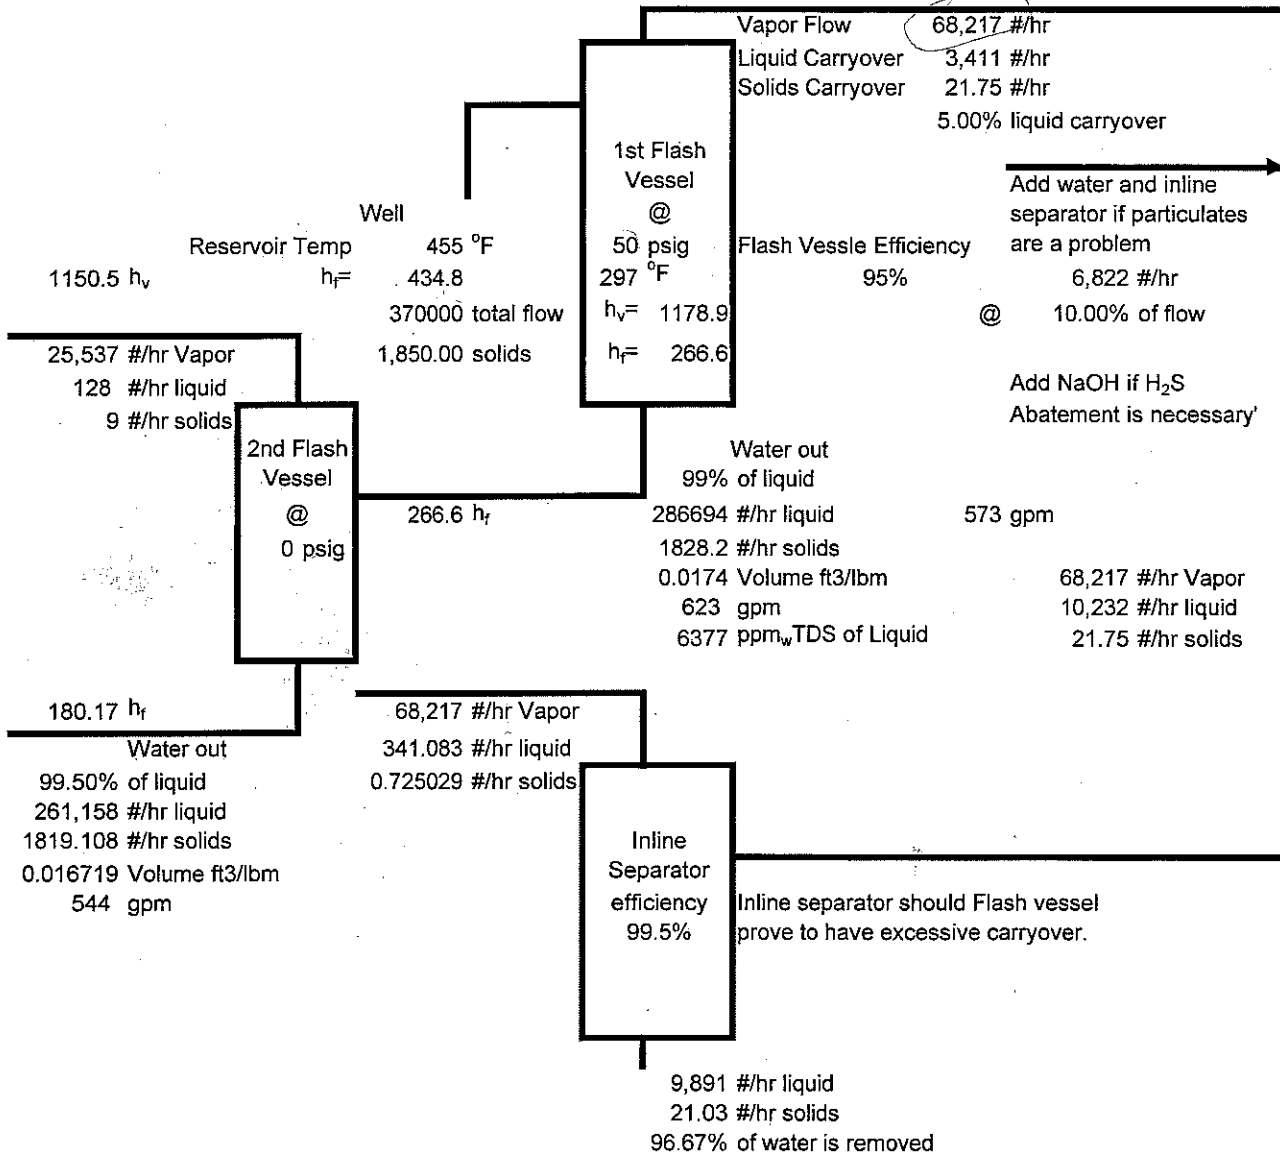 Vapor Flow 68,217 #/hr
Liquid Carryover 3,411 #/hr
Solids Carryover 21.75 #/hr
5.00% liquid carryover
1st Flash
Vessel
@
50 psig
297 °F
hv= 1178.9
hf= 266.6
Well
Reservoir Temp 455 °F
hf= 434.8
370000 total flow
1,850.00 solids
Flash Vessle Efficiency
95%
Add water and inline
separator if particulates
are a problem
6,822 #/hr
@ 10.00% of flow
Add NaOH if H₂S
Abatement is necessary'
1150.5 hv
25,537 #/hr Vapor
128 #/hr liquid
9 #/hr solids
2nd Flash
Vessel
@
0 psig
266.6 hf
Water out
99% of liquid
286694 #/hr liquid 573 gpm
1828.2 #/hr solids
0.0174 Volume ft3/lbm
623 gpm
6377 ppmwTDS of Liquid
68,217 #/hr Vapor
10,232 #/hr liquid
21.75 #/hr solids
180.17 hf
Water out
99.50% of liquid
261,158 #/hr liquid
1819.108 #/hr solids
0.016719 Volume ft3/lbm
544 gpm
68,217 #/hr Vapor
341.083 #/hr liquid
0.725029 #/hr solids
Inline
Separator
efficiency
99.5%
Inline separator should Flash vessel
prove to have excessive carryover.
9,891 #/hr liquid
21.03 #/hr solids
96.67% of water is removed